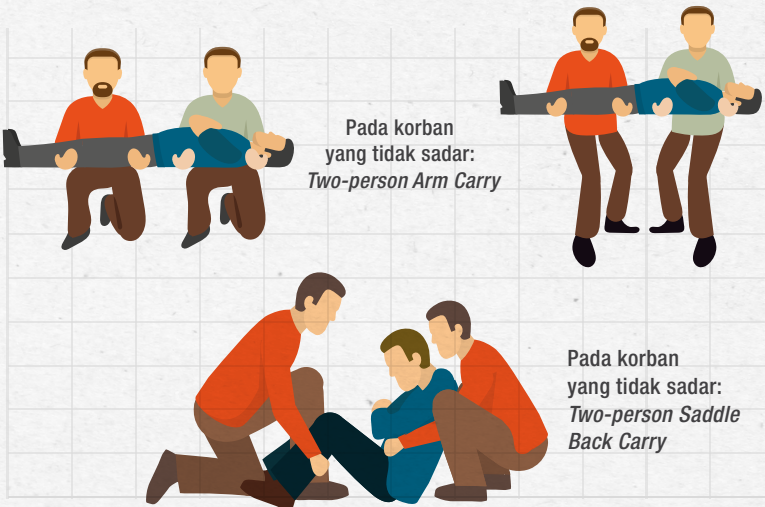 Pada korban
yang tidak sadar:
Two-person Arm Carry
Pada korban
yang tidak sadar:
Two-person Saddle
Back Carry